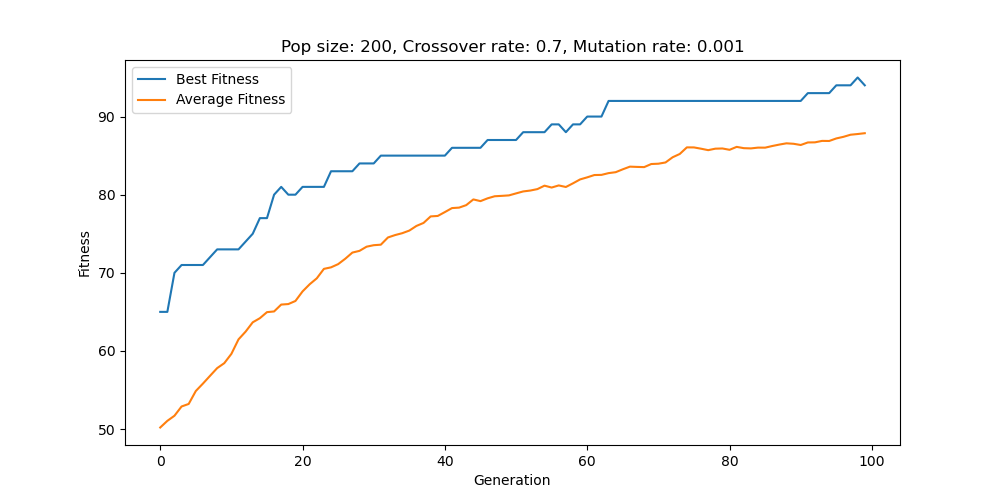 Pop size: 200, Crossover rate: 0.7, Mutation rate: 0.001
Best Fitness
Average Fitness
90
80
70
60
50
Fitness
0 20 40 60 80 100
Generation